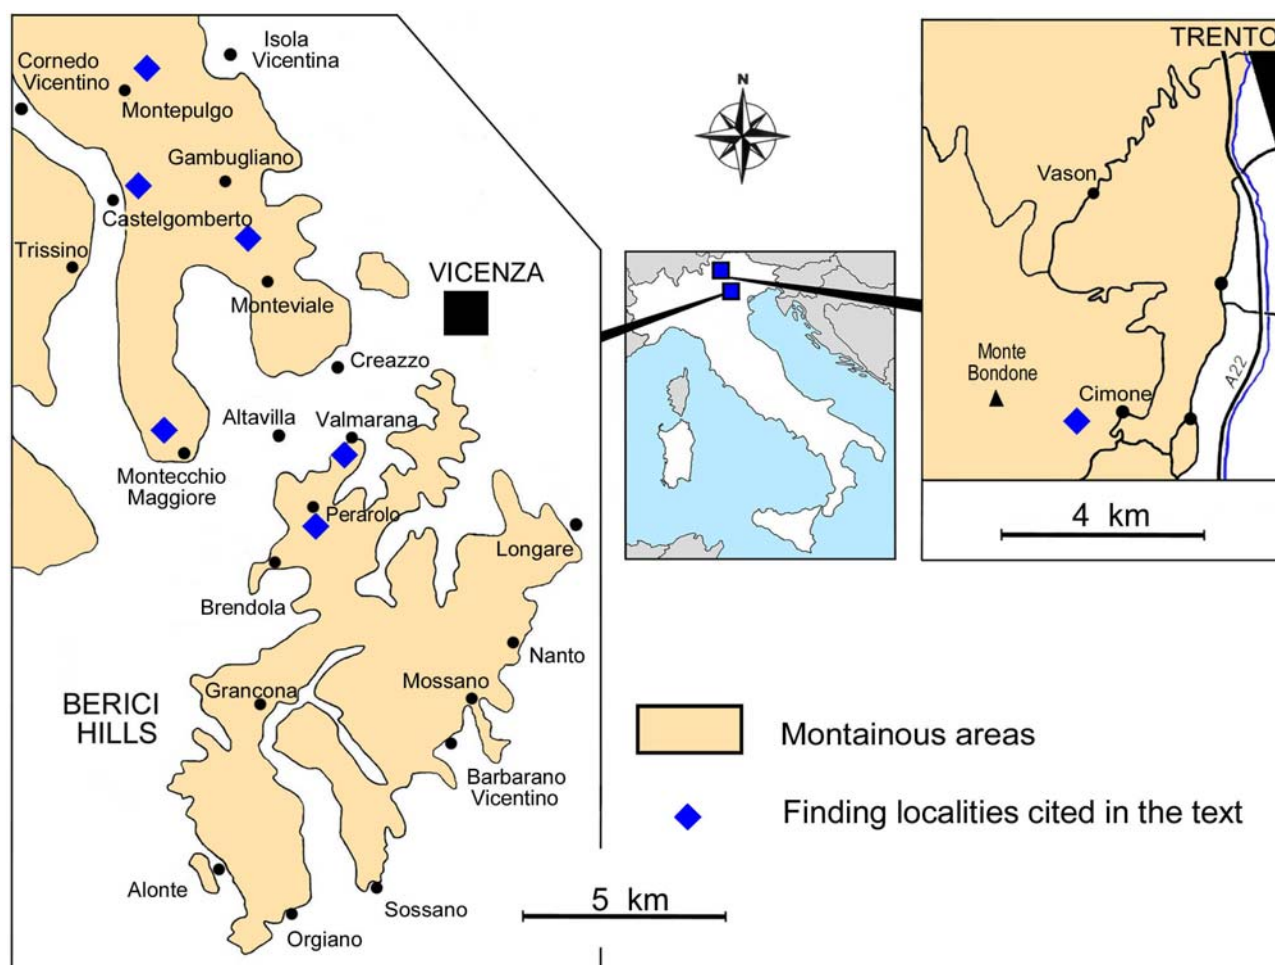 Isola
Vicentina
Cornedo
Vicentino
Montepulgo
Gambugliano
Castelgomberto
Trissino
Monteviale
VICENZA
Creazzo
Altavilla
Valmarana
Montecchio
Maggiore
Perarolo
Longare
Brendola
Nanto
Grancona
Mossano
BERICI
HILLS
Barbarano
Vicentino
Alonte
Sossano
Orgiano
5 km
N
TRENTO
Vason
Monte
Bondone
Cimone
A22
4 km
Montainous areas
Finding localities cited in the text